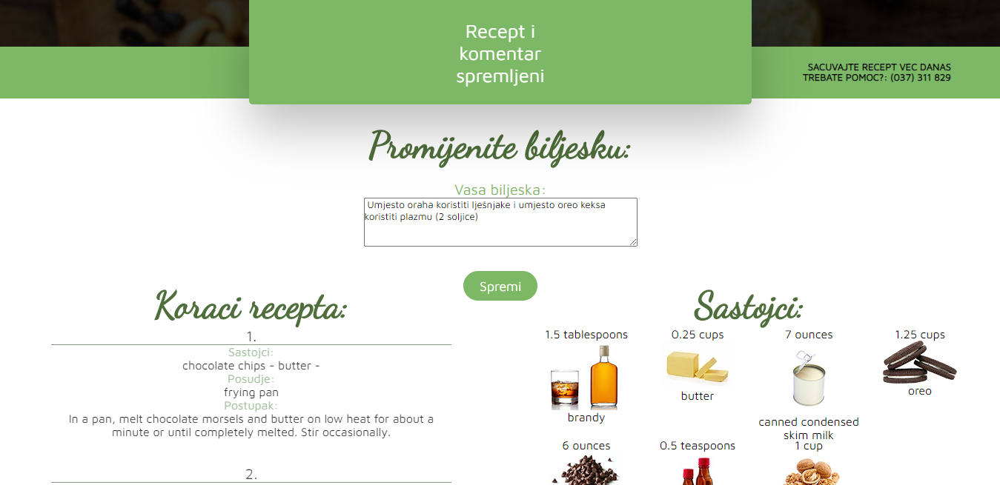 Recept i
komentar
spremljeni
SACUVAJTE RECEPT VEC DANAS
TREBATE POMOC?: (037) 311 829
Promijenite biljesku:
Vasa biljeska:
Umjesto oraha koristiti lješnjake i umjesto oreo keksa
koristiti plazmu (2 soljice)
Spremi
Koraci recepta:
1.
Sastojci:
chocolate chips - butter -
Posudje:
frying pan
Postupak:
In a pan, melt chocolate morsels and butter on low heat for about a
minute or until completely melted. Stir occasionally.
2.
Sastojci:
1.5 tablespoons
brandy
0.25 cups
butter
7 ounces
canned condensed
skim milk
1.25 cups
oreo
6 ounces
0.5 teaspoons
1 cup